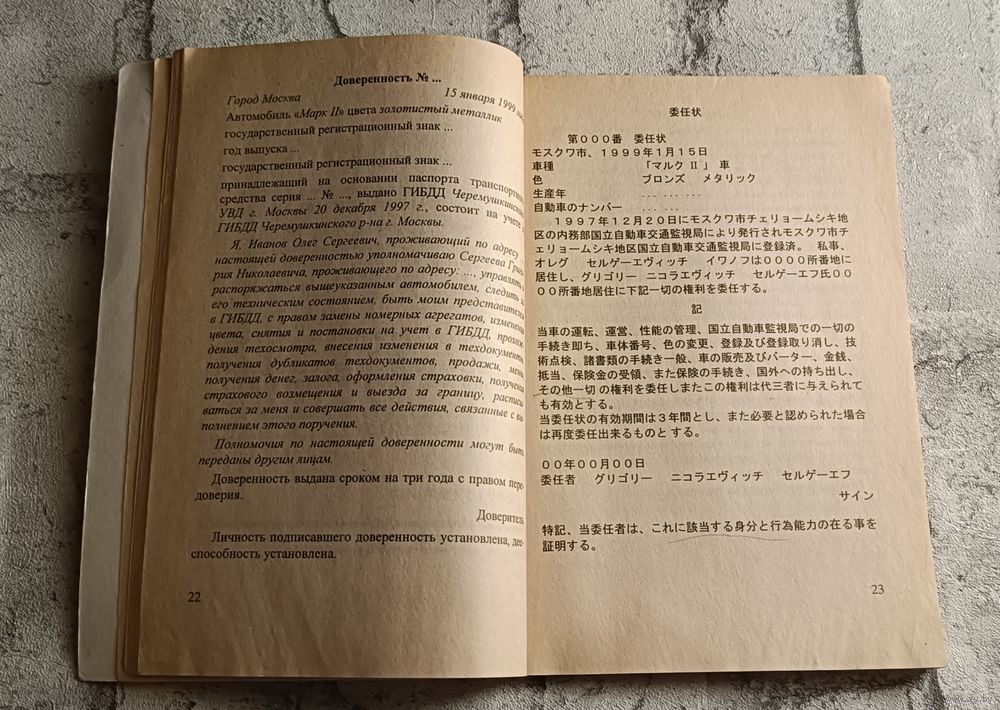 Доверенность № ...
Город Москва
15 января 1999
Автомобиль «Марк II» цвета золотистый металлик
государственный регистрационный знак ...
год выпуска ...
государственный регистрационный знак ...
принадлежащий на основании паспорта транспортного
средства серия ... № ..., выдано ГИБДД Черемушкинским
УВД г. Москвы 20 декабря 1997 г., состоит на учете
ГИБДД Черемушкинского р-на г. Москвы.
Я, Иванов Олег Сергеевич, проживающий по адресу
настоящей доверенностью уполномачиваю Сергеева
рия Николаевича, проживающего по адресу: ..., управлять
распоряжаться вышеуказанным автомобилем, следить
его техническим состоянием, быть моим представителем
в ГИБДД, с правом замены номерных агрегатов,
цвета, снятия и постановки на учет в ГИБДД,
дения техосмотра, внесения изменения в техдокументы,
получения дубликатов техдокументов, продажи,
получения денег, залога, оформления страховки,
страхового возмещения и выезда за границу,
ваться за меня и совершать все действия, связанные с
полнением этого поручения.
Полномочия по настоящей доверенности могут
переданы другим лицам.
Доверенность выдана сроком на три года с правом пере-
доверия.
Доверитель
Личность подписавшего доверенность установлена, дее-
способность установлена.
22
委任状
第０００番　委任状
モスクワ市、１９９９年１月１５日
車種　「マルク II 」 車
色　ブロンズ　メタリック
生産年　... ... ...
自動車のナンバー　... ... ...
１９９７年１２月２０日にモスクワ市チェリョームシキ地
区の内務部国立自動車交通監視局により発行されモスクワ市チ
ェリョームシキ地区国立自動車交通監視局に登録済。　私事、
オレグ　セルゲーエヴィッチ　イワノフは００００所番地に
居住し、グリゴリー　ニコラエヴィッチ　セルゲーエフ氏００
００所番地居住に下記一切の権利を委任する。
記
当車の運転、運営、性能の管理、国立自動車監視局での一切の
手続き即ち、車体番号、色の変更、登録及び登録取り消し、技
術点検、諸書類の手続き一般、車の販売及びバーター、金銭、
抵当、保険金の受領、また保険の手続き、国外への持ち出し、
その他一切の権利を委任しまたこの権利は代三者に与えられて
も有効とする。
当委任状の有効期間は３年間とし、また必要と認められた場合
は再度委任出来るものとする。
００年００月００日
委任者　グリゴリー　ニコラエヴィッチ　セルゲーエフ
サイン
特記、当委任者は、これに該当する身分と行為能力の在る事を
証明する。
23